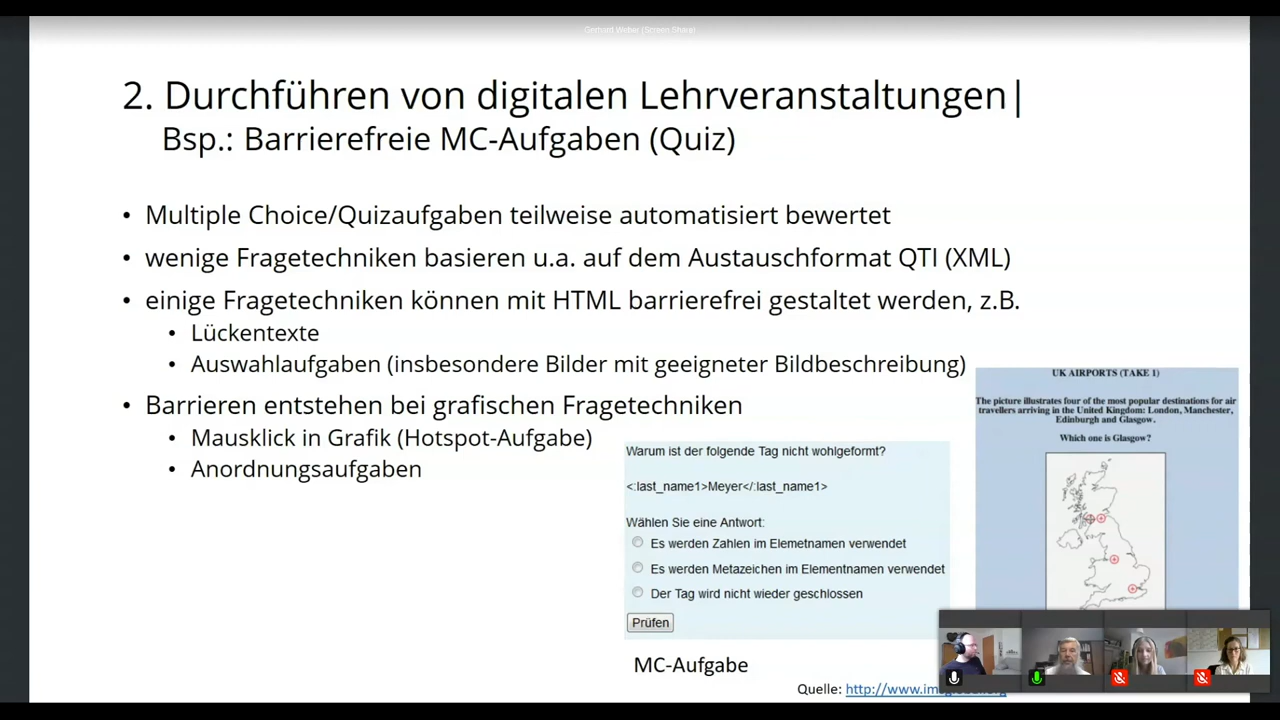 Gerhard Weber (Screen Share)
2. Durchführen von digitalen Lehrveranstaltungen|
Bsp.: Barrierefreie MC-Aufgaben (Quiz)
• Multiple Choice/Quizaufgaben teilweise automatisiert bewertet
• wenige Fragetechniken basieren u.a. auf dem Austauschformat QTI (XML)
• einige Fragetechniken können mit HTML barrierefrei gestaltet werden, z.B.
• Lückentexte
• Auswahlaufgaben (insbesondere Bilder mit geeigneter Bildbeschreibung)
• Barrieren entstehen bei grafischen Fragetechniken
• Mausklick in Grafik (Hotspot-Aufgabe)
• Anordnungsaufgaben
Warum ist der folgende Tag nicht wohlgeformt?
<:last_name1>Meyer</:last_name1>
Wählen Sie eine Antwort:
Es werden Zahlen im Elemetnamen verwendet
Es werden Metazeichen im Elementnamen verwendet
Der Tag wird nicht wieder geschlossen
Prüfen
MC-Aufgabe
UK AIRPORTS (TAKE 1)
The picture illustrates four of the most popular destinations for air
travellers arriving in the United Kingdom: London, Manchester,
Edinburgh and Glasgow.
Which one is Glasgow?
Quelle: